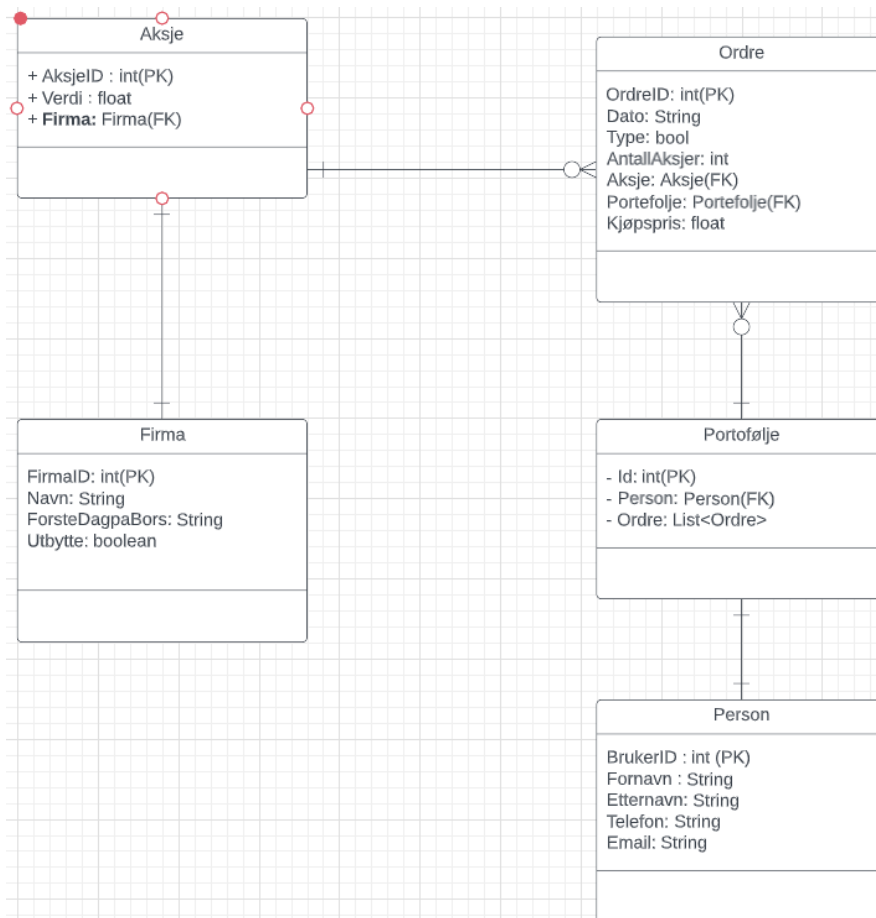 Aksje
+ AksjeID : int(PK)
+ Verdi : float
+ Firma: Firma(FK)
Ordre
OrdreID: int(PK)
Dato: String
Type: bool
AntallAksjer: int
Aksje: Aksje(FK)
Portefolje: Portefolje(FK)
Kjøpspris: float
Firma
FirmaID: int(PK)
Navn: String
ForsteDagpaBors: String
Utbytte: boolean
Portofølje
- Id: int(PK)
- Person: Person(FK)
- Ordre: List<Ordre>
Person
BrukerID : int (PK)
Fornavn : String
Etternavn: String
Telefon: String
Email: String